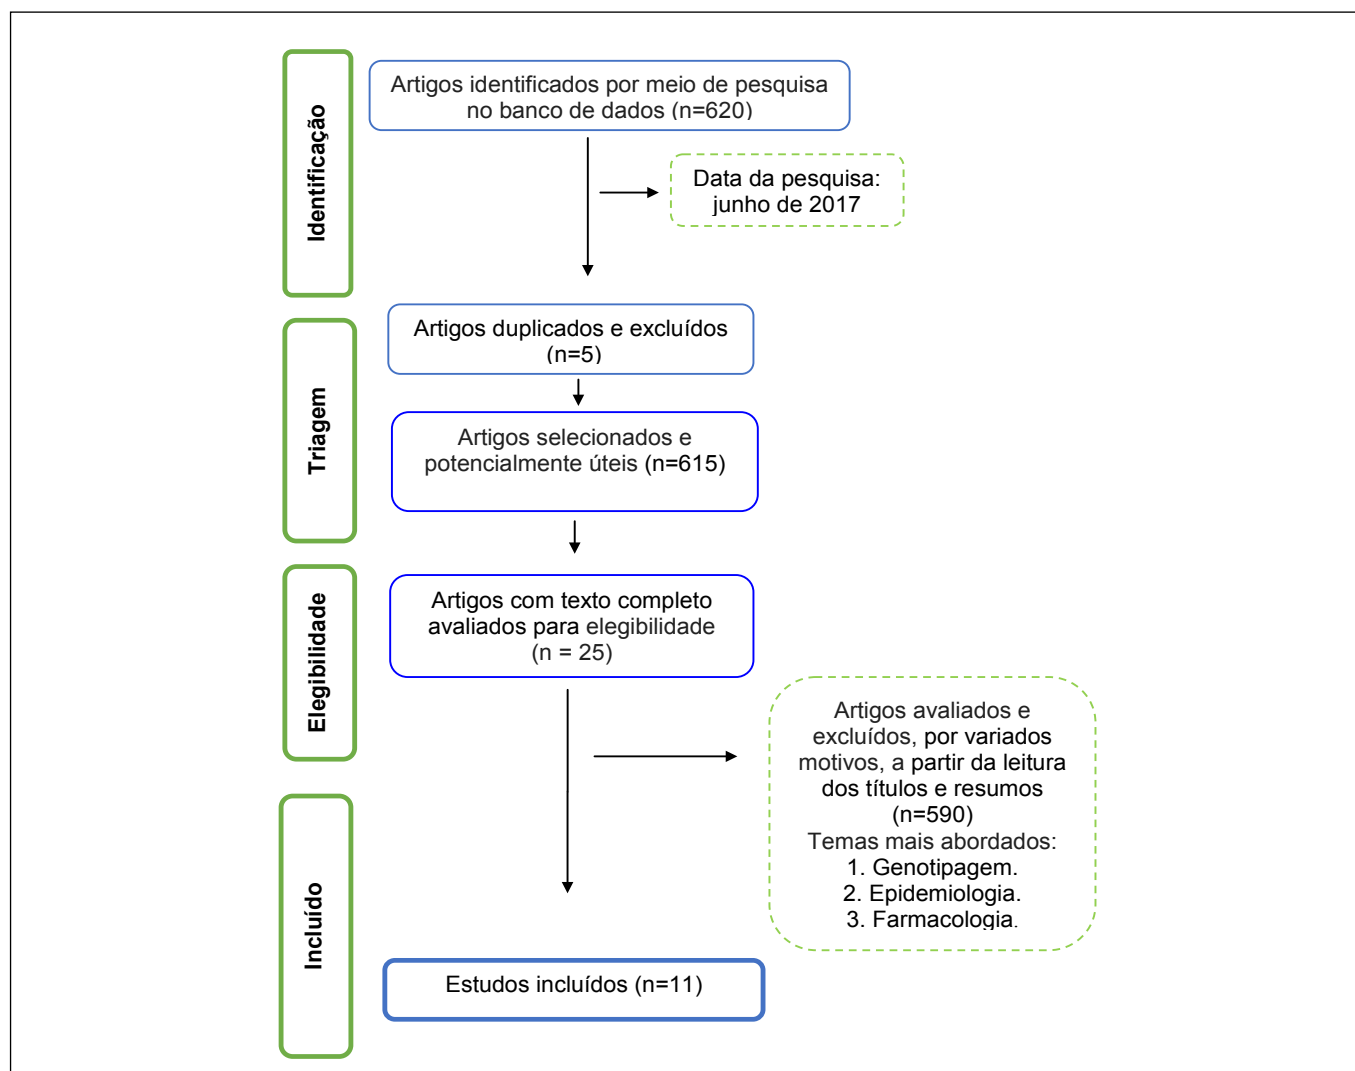 Identificação
Artigos identificados por meio de pesquisa
no banco de dados (n=620)
Data da pesquisa:
junho de 2017
Triagem
Artigos duplicados e excluídos
(n=5)
Artigos selecionados e
potencialmente úteis (n=615)
Elegibilidade
Artigos com texto completo
avaliados para elegibilidade
(n = 25)
Artigos avaliados e
excluídos, por variados
motivos, a partir da leitura
dos títulos e resumos
(n=590)
Temas mais abordados:
1. Genotipagem.
2. Epidemiologia.
3. Farmacologia.
Incluído
Estudos incluídos (n=11)